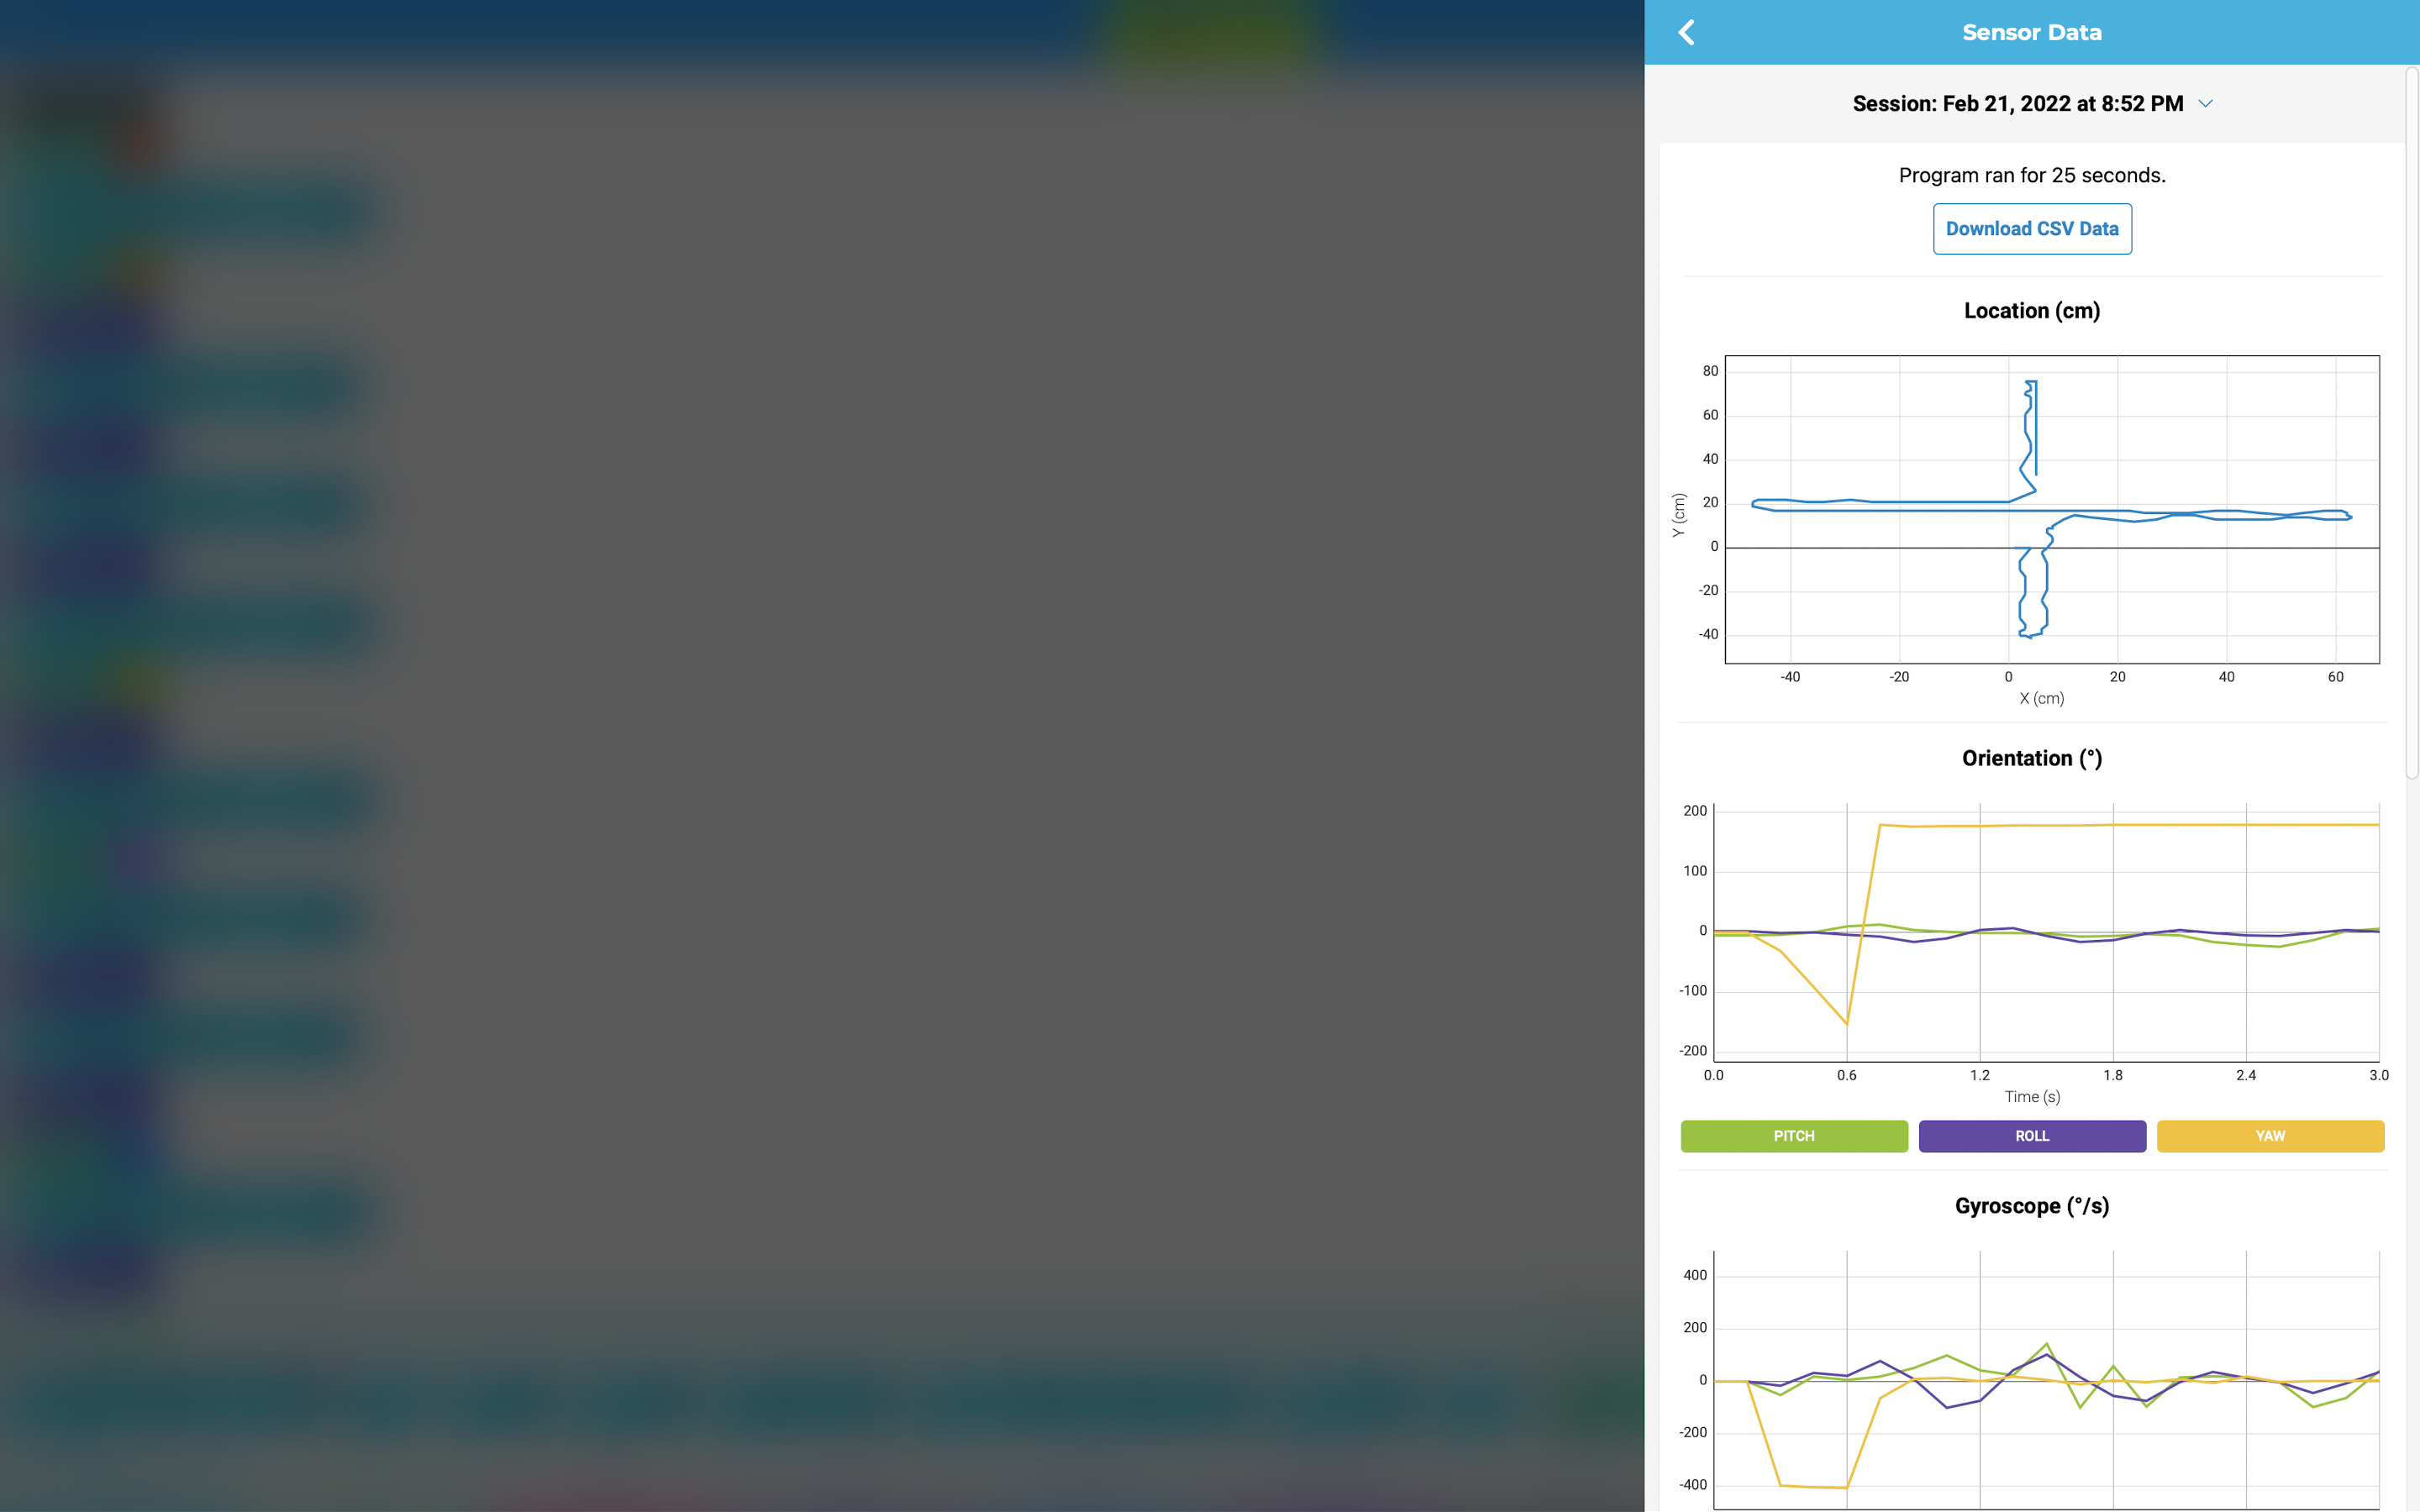 Sensor Data
Session: Feb 21, 2022 at 8:52 PM
Program ran for 25 seconds.
Download CSV Data
Location (cm)
80
60
40
20
0
-20
-40
Y (cm)
-40 -20 0 20 40 60
X (cm)
Orientation (°)
200
100
0
-100
-200
0.0 0.6 1.2 1.8 2.4 3.0
Time (s)
PITCH ROLL YAW
Gyroscope (°/s)
400
200
0
-200
-400